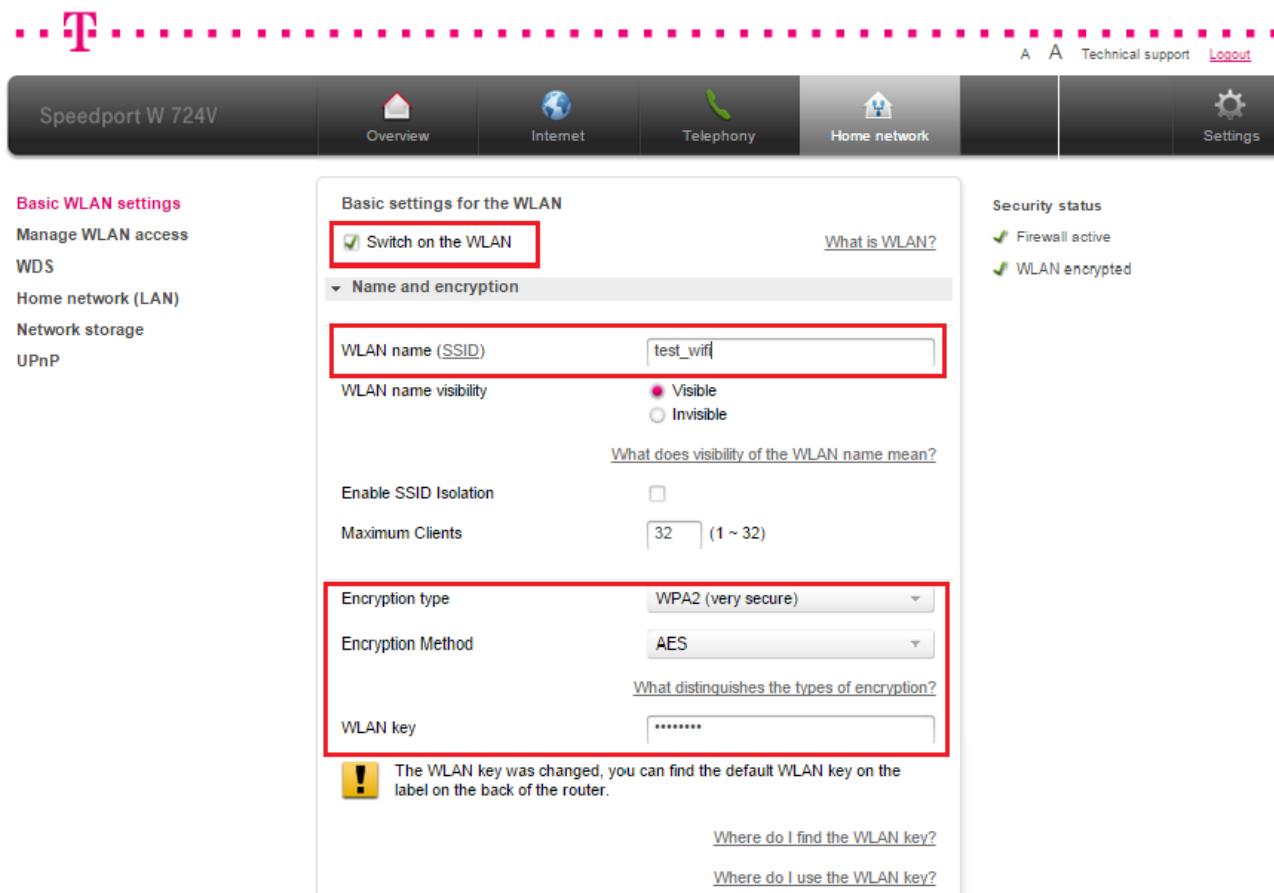 T
A A Technical support Logout
Speedport W 724V
Overview
Internet
Telephony
Home network
Settings
Basic WLAN settings
Manage WLAN access
WDS
Home network (LAN)
Network storage
UPnP
Basic settings for the WLAN
Switch on the WLAN What is WLAN?
Name and encryption
WLAN name (SSID) test_wifi
WLAN name visibility Visible
Invisible
What does visibility of the WLAN name mean?
Enable SSID Isolation
Maximum Clients 32 (1 ~ 32)
Encryption type WPA2 (very secure)
Encryption Method AES
What distinguishes the types of encryption?
WLAN key ••••••••
The WLAN key was changed, you can find the default WLAN key on the
label on the back of the router.
Where do I find the WLAN key?
Where do I use the WLAN key?
Security status
Firewall active
WLAN encrypted